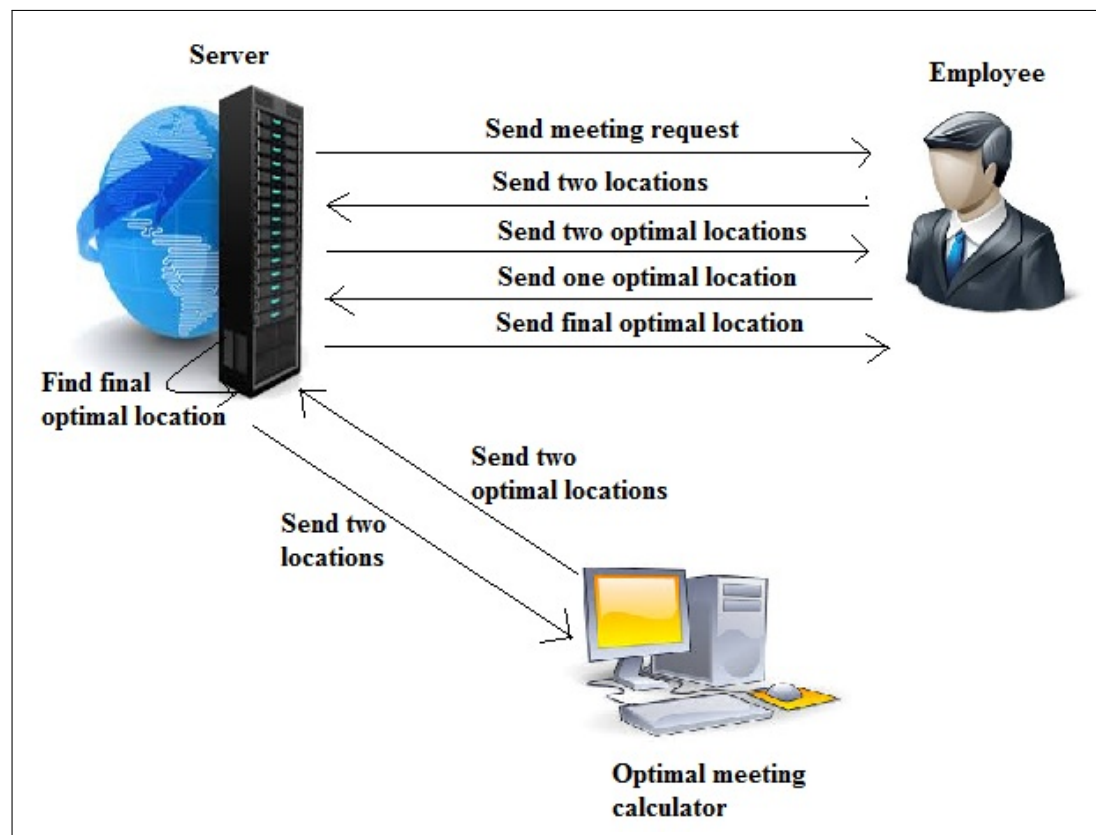 Server
Employee
Send meeting request
Send two locations
Send two optimal locations
Send one optimal location
Send final optimal location
Find final
optimal location
Send two
optimal locations
Send two
locations
Optimal meeting
calculator